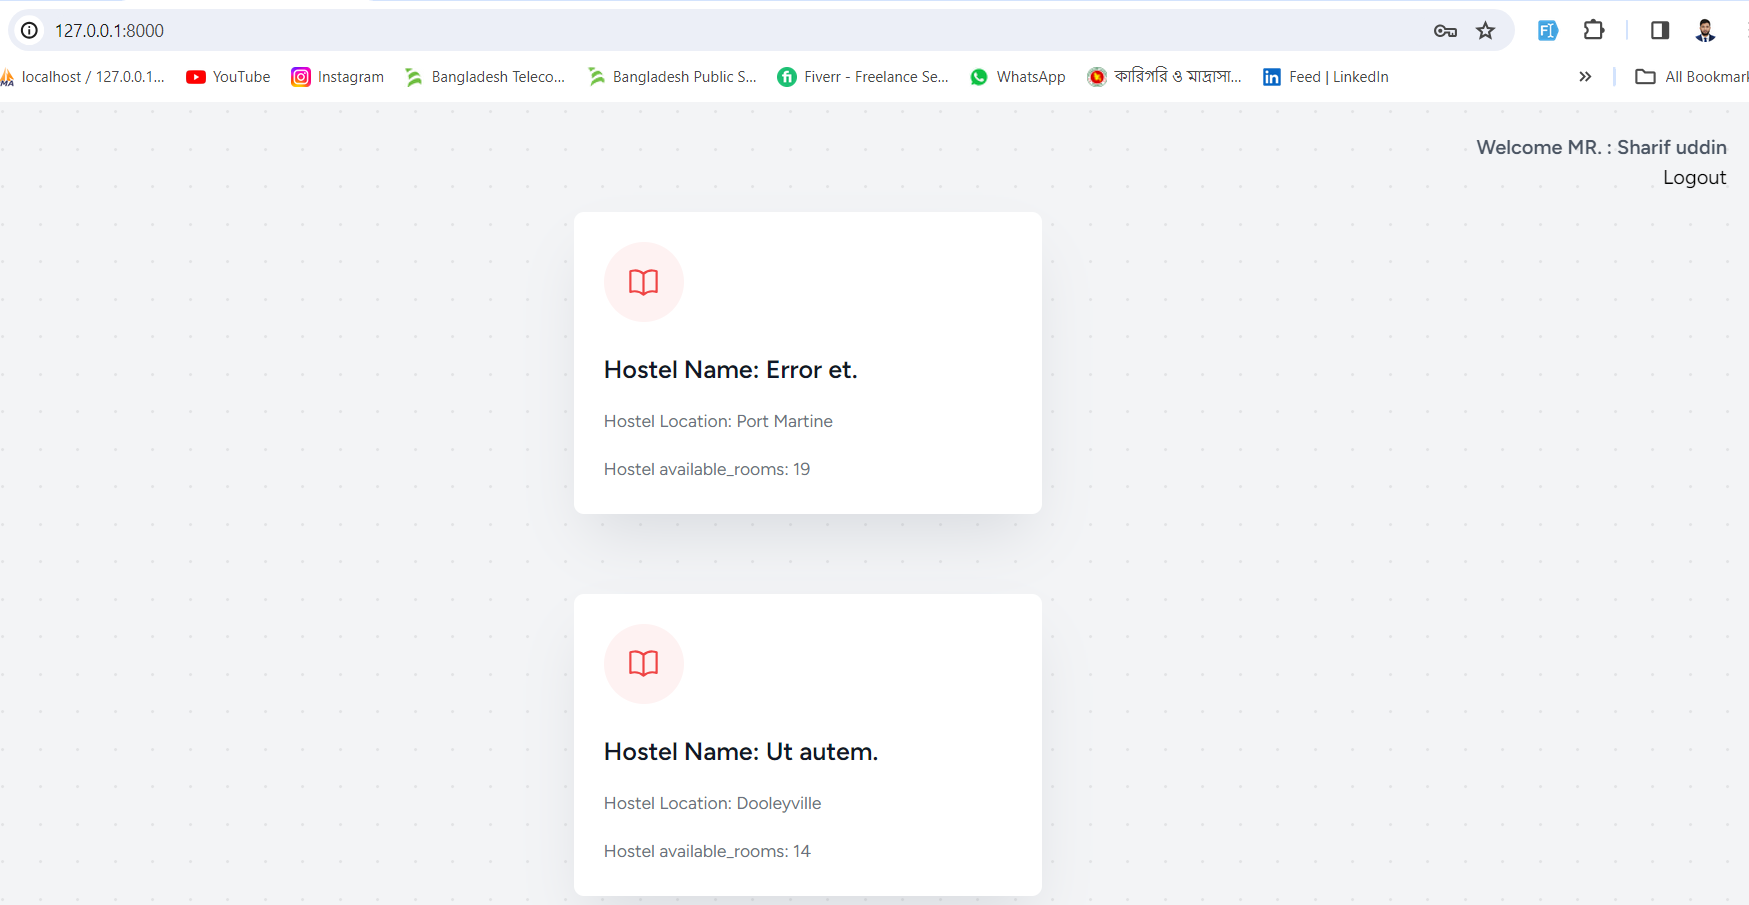 127.0.0.1:8000
localhost / 127.0.0.1... YouTube Instagram Bangladesh Teleco... Bangladesh Public S... Fiverr - Freelance Se... WhatsApp কারিগরি ও মাদ্রাসা... Feed | LinkedIn » All Bookmark
Welcome MR. : Sharif uddin
Logout
Hostel Name: Error et.
Hostel Location: Port Martine
Hostel available_rooms: 19
Hostel Name: Ut autem.
Hostel Location: Dooleyville
Hostel available_rooms: 14